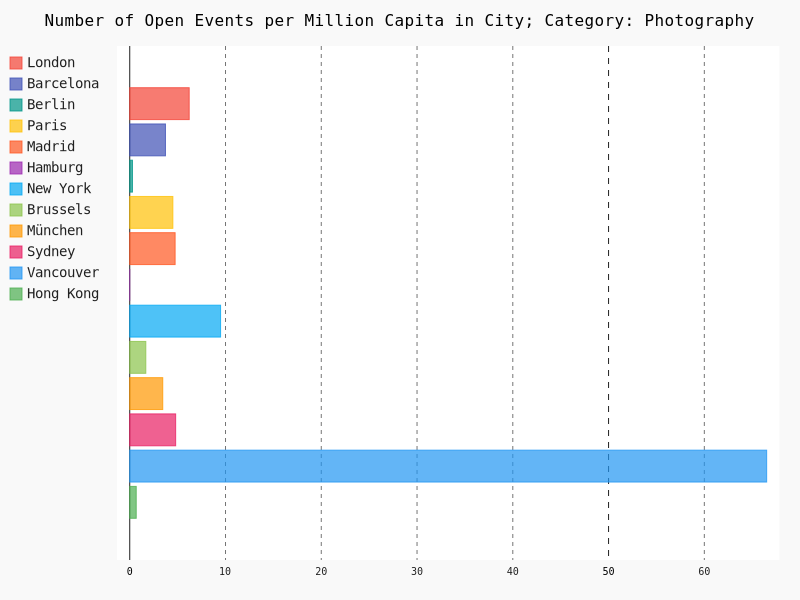 Number of Open Events per Million Capita in City; Category: Photography
London
Barcelona
Berlin
Paris
Madrid
Hamburg
New York
Brussels
München
Sydney
Vancouver
Hong Kong
0 10 20 30 40 50 60